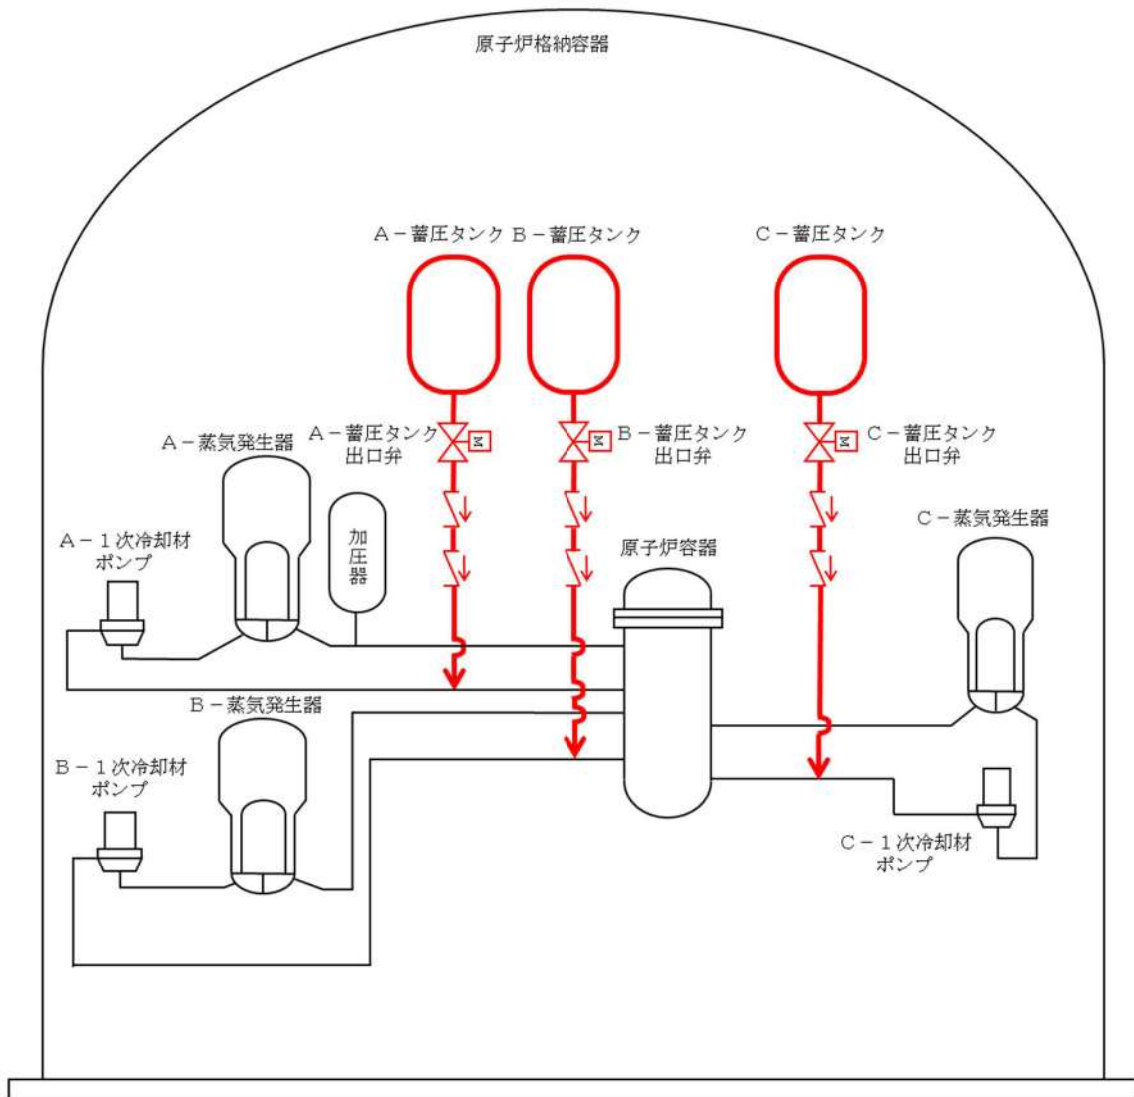 原子炉格納容器
A-蓄圧タンク
B-蓄圧タンク
C-蓄圧タンク
A-蓄圧タンク
出口弁
B-蓄圧タンク
出口弁
C-蓄圧タンク
出口弁
M
M
M
A-蒸気発生器
加圧器
A-1次冷却材
ポンプ
原子炉容器
C-蒸気発生器
B-蒸気発生器
B-1次冷却材
ポンプ
C-1次冷却材
ポンプ